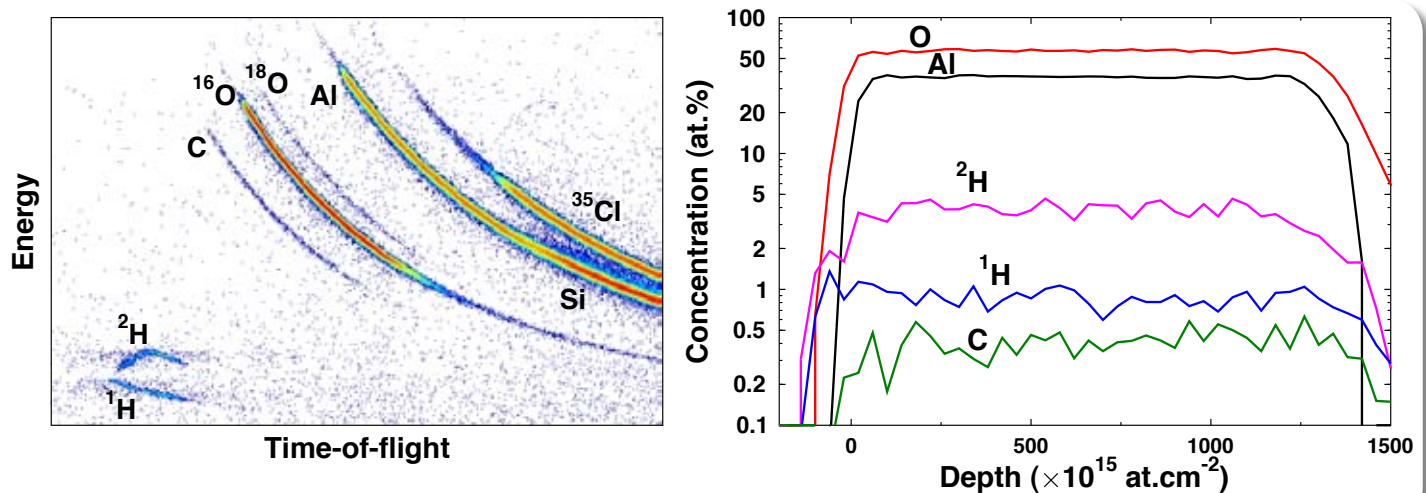 Energy
¹⁶O
¹⁸O
Al
C
³⁵Cl
Si
²H
¹H
Time-of-flight
Concentration (at.%)
100
50
20
10
5
2
1
0.5
0.2
0.1
O
Al
²H
¹H
C
0 500 1000 1500
Depth (×10¹⁵ at.cm⁻²)